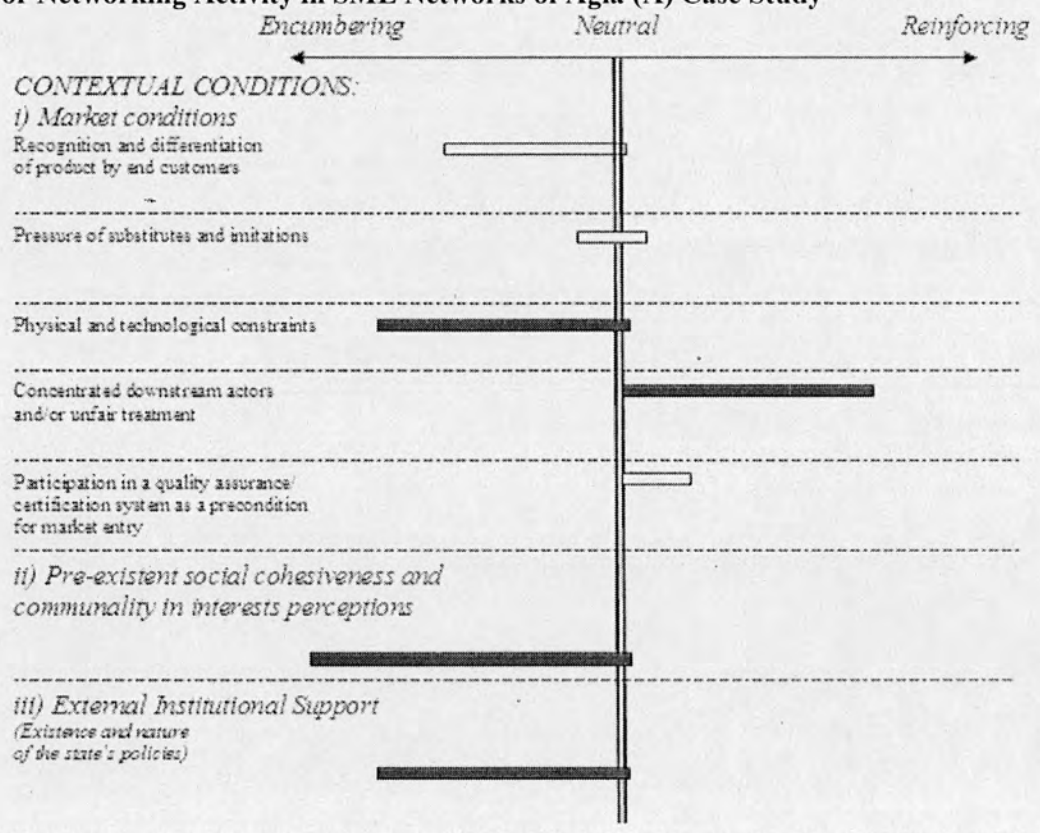 or Networking Activity in SME Networks of Agia (A) Case Study
Encumbering Neutral Reinforcing
CONTEXTUAL CONDITIONS:
i) Market conditions
Recognition and differentiation
of product by end customers
Pressure of substitutes and imitations
Physical and technological constraints
Concentrated downstream actors
and/or unfair treatment
Participation in a quality assurance/
certification system as a precondition
for market entry
ii) Pre-existent social cohesiveness and
communality in interests perceptions
iii) External Institutional Support
(Existence and nature
of the state's policies)